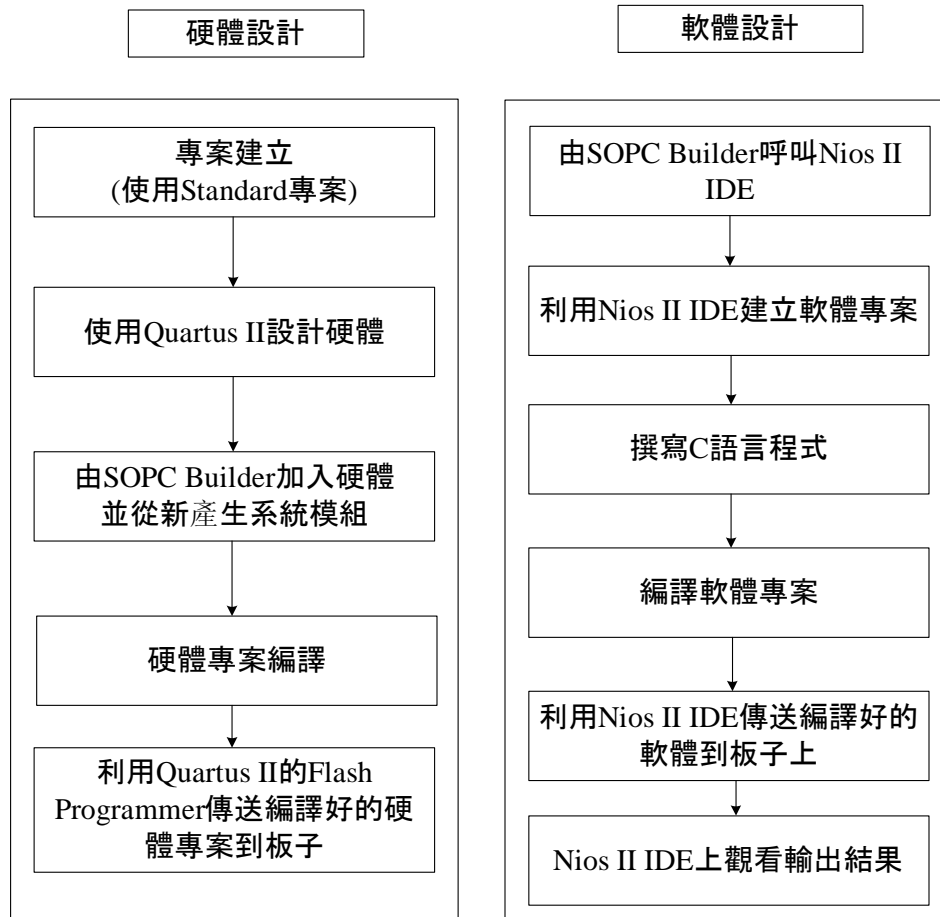 硬體設計
專案建立
(使用Standard專案)
使用Quartus II設計硬體
由SOPC Builder加入硬體
並從新產生系統模組
硬體專案編譯
利用Quartus II的Flash
Programmer傳送編譯好的硬
體專案到板子
軟體設計
由SOPC Builder呼叫Nios II
IDE
利用Nios II IDE建立軟體專案
撰寫C語言程式
編譯軟體專案
利用Nios II IDE傳送編譯好的
軟體到板子上
Nios II IDE上觀看輸出結果